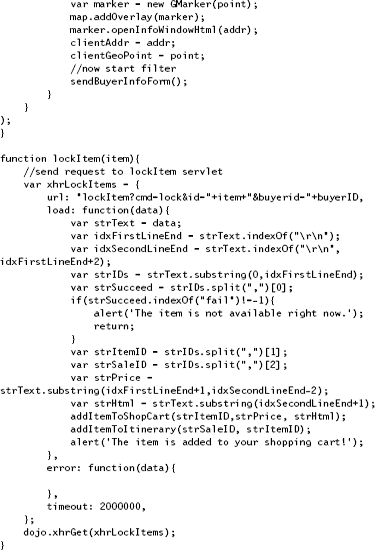 var marker = new GMarker(point);
map.addOverlay(marker);
marker.openInfoWindowHtml(addr);
clientAddr = addr;
clientGeoPoint = point;
//now start filter
sendBuyerInfoForm();
}
}
);
}
function lockItem(item){
//send request to lockItem servlet
var xhrLockItems = {
url: "lockItem?cmd=lock&id="+item+"&buyerid="+buyerID,
load: function(data){
var strText = data;
var idxFirstLineEnd = strText.indexOf("\r\n");
var idxSecondLineEnd = strText.indexOf("\r\n",
idxFirstLineEnd+2);
var strIDs = strText.substring(0,idxFirstLineEnd);
var strSucceed = strIDs.split(",")[0];
if(strSucceed.indexOf("fail")!=-1){
alert('The item is not available right now.');
return;
}
var strItemID = strIDs.split(",")[1];
var strSaleID = strIDs.split(",")[2];
var strPrice =
strText.substring(idxFirstLineEnd+1,idxSecondLineEnd-2);
var strHtml = strText.substring(idxSecondLineEnd+1);
addItemToShopCart(strItemID,strPrice, strHtml);
addItemToItinerary(strSaleID, strItemID);
alert('The item is added to your shopping cart!');
},
error: function(data){
},
timeout: 2000000,
};
dojo.xhrGet(xhrLockItems);
}